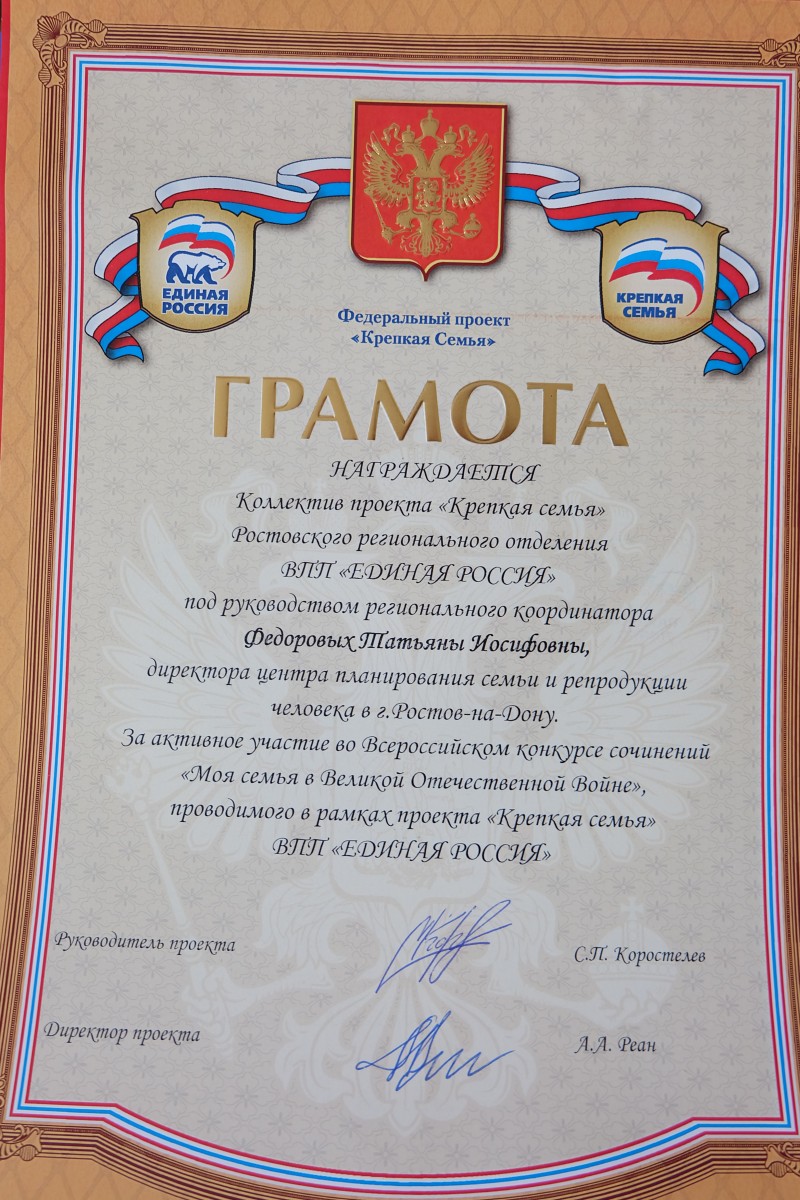 ЕДИНАЯ
РОССИЯ
КРЕПКАЯ
СЕМЬЯ
Федеральный проект
«Крепкая Семья»
ГРАМОТА
НАГРАЖДАЕТСЯ
Коллектив проекта «Крепкая семья»
Ростовского регионального отделения
ВПП «ЕДИНАЯ РОССИЯ»
под руководством регионального координатора
Федоровых Татьяны Иосифовны,
директора центра планирования семьи и репродукции
человека в г.Ростов-на-Дону.
За активное участие во Всероссийском конкурсе сочинений
«Моя семья в Великой Отечественной Войне»,
проводимого в рамках проекта «Крепкая семья»
ВПП «ЕДИНАЯ РОССИЯ»
Руководитель проекта С.П. Коростелев
Директор проекта А.А. Реан